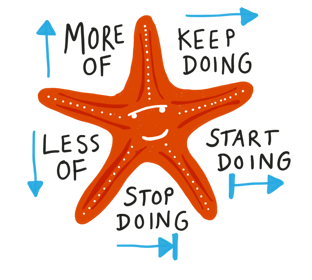 MORE
OF
KEEP
DOING
LESS
OF
START
DOING
STOP
DOING